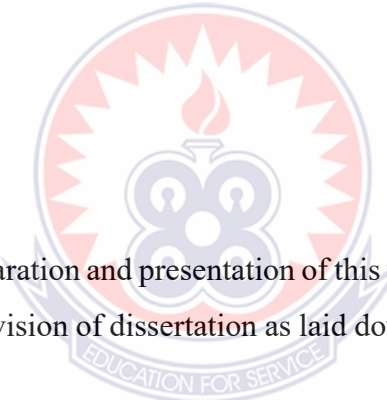 aration and presentation of this
vision of dissertation as laid do
EDUCATION FOR SERVICE